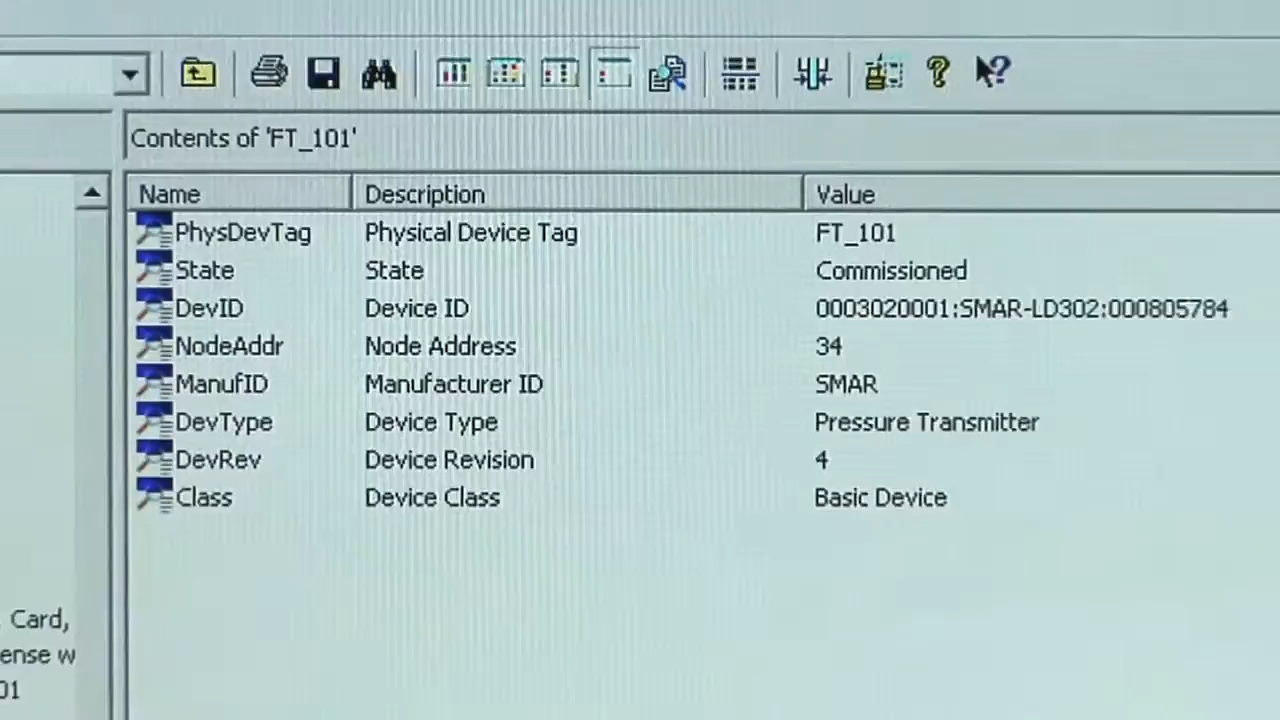 Contents of 'FT_101'
Name Description Value
PhysDevTag Physical Device Tag FT_101
State State Commissioned
DevID Device ID 0003020001:SMAR-LD302:000805784
NodeAddr Node Address 34
ManufID Manufacturer ID SMAR
DevType Device Type Pressure Transmitter
DevRev Device Revision 4
Class Device Class Basic Device
Card,
ense w
01